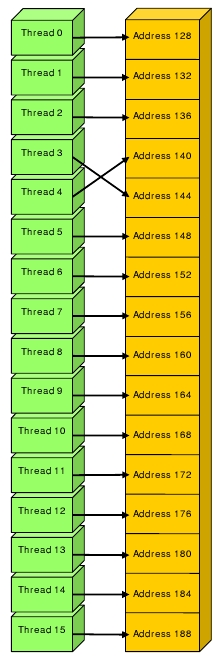 Thread 0 Address 128
Thread 1 Address 132
Thread 2 Address 136
Thread 3 Address 140
Thread 4 Address 144
Thread 5 Address 148
Thread 6 Address 152
Thread 7 Address 156
Thread 8 Address 160
Thread 9 Address 164
Thread 10 Address 168
Thread 11 Address 172
Thread 12 Address 176
Thread 13 Address 180
Thread 14 Address 184
Thread 15 Address 188